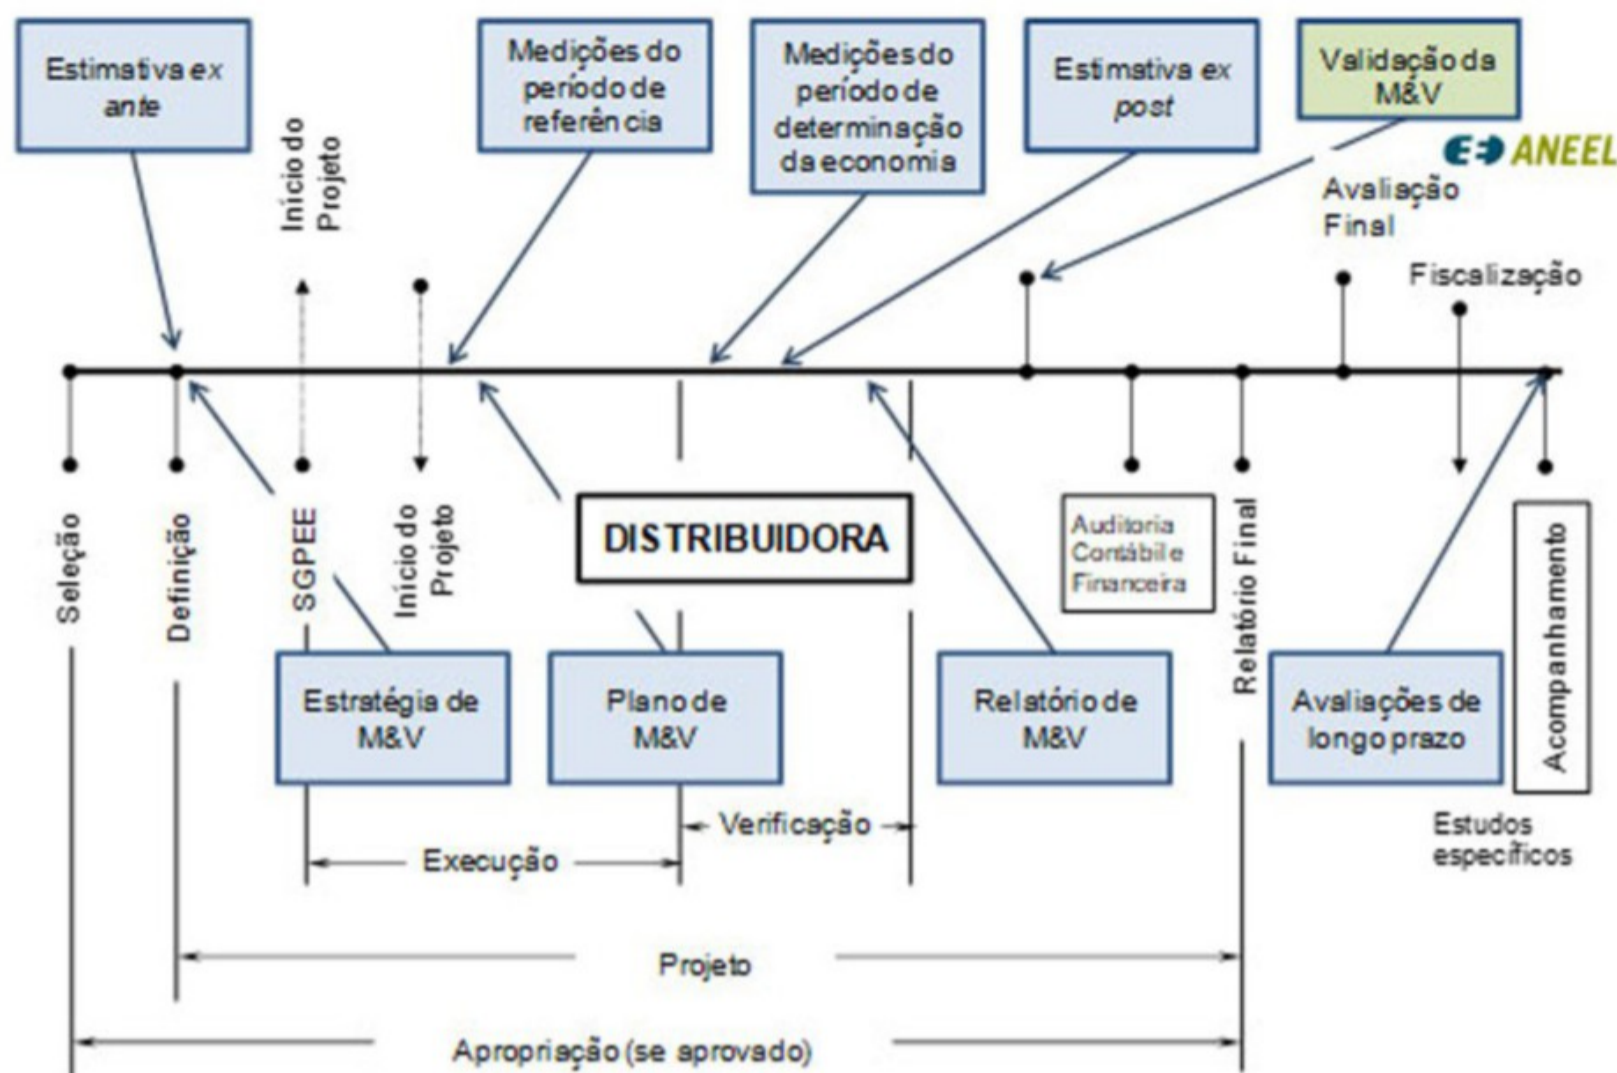 Estimativa ex
ante
Medições do
período de
referência
Medições do
período de
determinação
da economia
Estimativa ex
post
Validação da
M&V
ANEEL
Início do
Projeto
Avaliação
Final
Fiscalização
Seleção
Definição
SGPEE
Início do
Projeto
DISTRIBUIDORA
Auditoria
Contábil e
Financeira
Relatório Final
Acompanhamento
Estratégia de
M&V
Plano de
M&V
Relatório de
M&V
Avaliações de
longo prazo
Verificação
Execução
Estudos
específicos
Projeto
Apropriação (se aprovado)